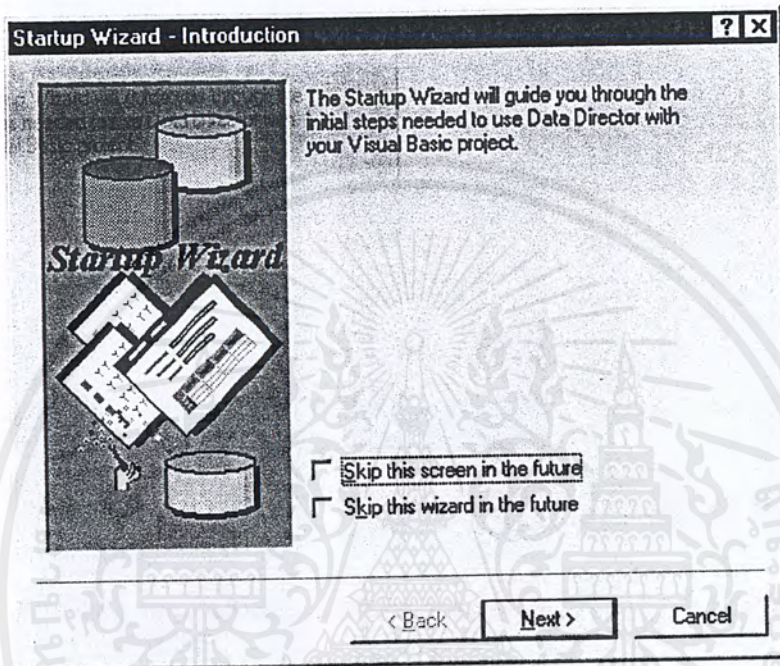 Startup Wizard - Introduction
The Startup Wizard will guide you through the
initial steps needed to use Data Director with
your Visual Basic project.
Startup Wizard
Skip this screen in the future
Skip this wizard in the future
< Back Next > Cancel